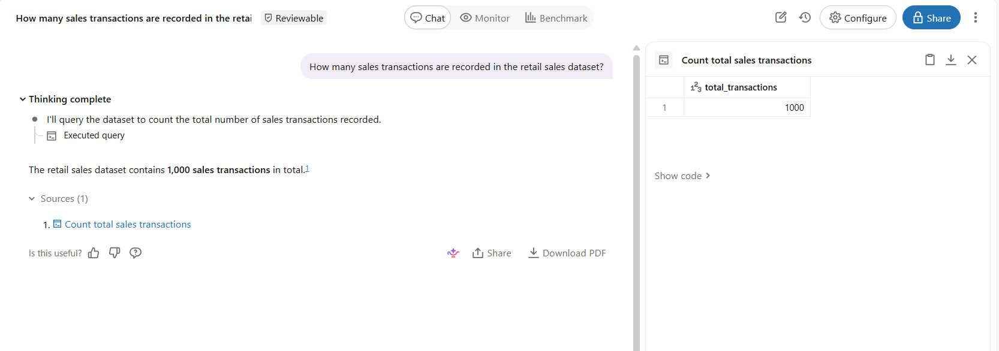 How many sales transactions are recorded in the retai
Reviewable
Chat
Monitor
Benchmark
Configure
Share
How many sales transactions are recorded in the retail sales dataset?
Thinking complete
I'll query the dataset to count the total number of sales transactions recorded.
Executed query
The retail sales dataset contains 1,000 sales transactions in total.1
Sources (1)
1. Count total sales transactions
Is this useful?
Share
Download PDF
Count total sales transactions
123 total_transactions
1 1000
Show code